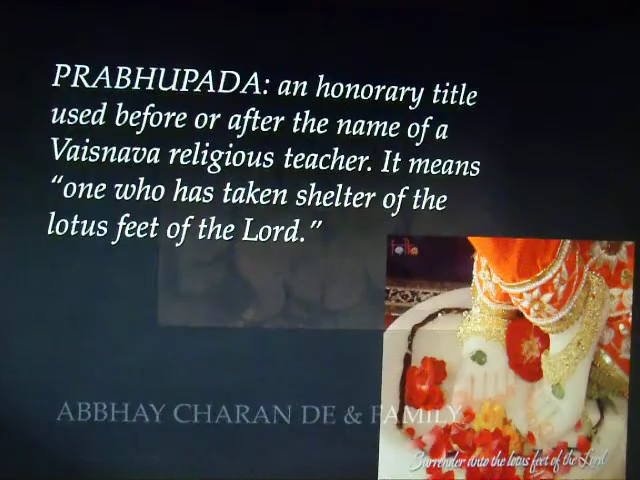 PRABHUPADA: an honorary title
used before or after the name of a
Vaisnava religious teacher. It means
“one who has taken shelter of the
lotus feet of the Lord.”
ABBHAY CHARAN DE & FAMILY
Surrender unto the lotus feet of the Lord